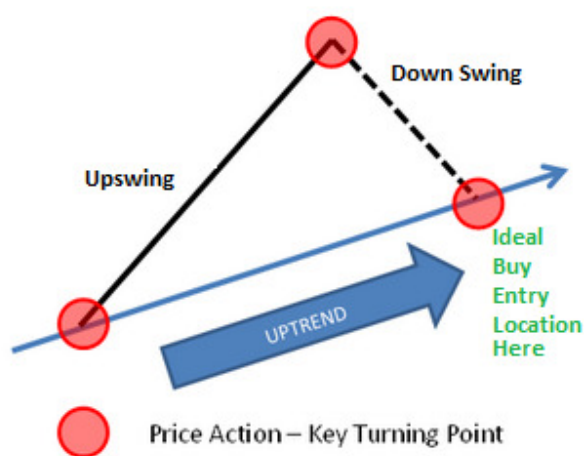 Down Swing
Upswing
Ideal
Buy
Entry
Location
Here
UPTREND
Price Action – Key Turning Point